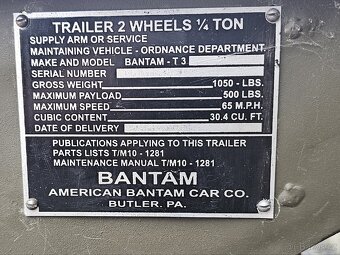 TRAILER 2 WHEELS ¼ TON
SUPPLY ARM OR SERVICE
MAINTAINING VEHICLE - ORDNANCE DEPARTMENT
MAKE AND MODEL BANTAM - T 3
SERIAL NUMBER
GROSS WEIGHT 1050 - LBS.
MAXIMUM PAYLOAD 500 LBS.
MAXIMUM SPEED 65 M.P.H.
CUBIC CONTENT 30.4 CU. FT.
DATE OF DELIVERY
PUBLICATIONS APPLYING TO THIS TRAILER
PARTS LISTS T/M10 - 1281
MAINTENANCE MANUAL T/M10 - 1281
BANTAM
AMERICAN BANTAM CAR CO.
BUTLER. PA.